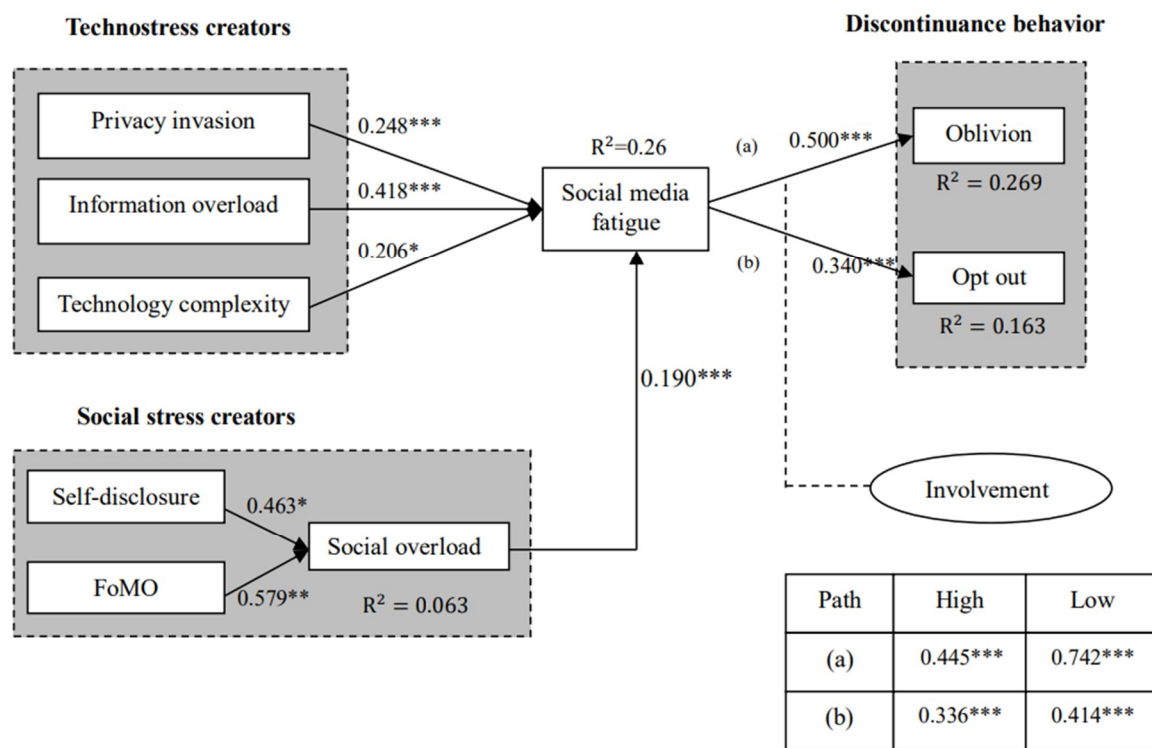 Technostress creators
Discontinuance behavior
Privacy invasion
0.248***
Information overload
0.418***
Technology complexity
0.206*
R²=0.26
Social media
fatigue
(a)
0.500***
(b)
0.340***
Oblivion
R² = 0.269
Opt out
R² = 0.163
0.190***
Social stress creators
Self-disclosure
0.463*
FoMO
0.579**
Social overload
R² = 0.063
Involvement
Path High Low
(a) 0.445*** 0.742***
(b) 0.336*** 0.414***